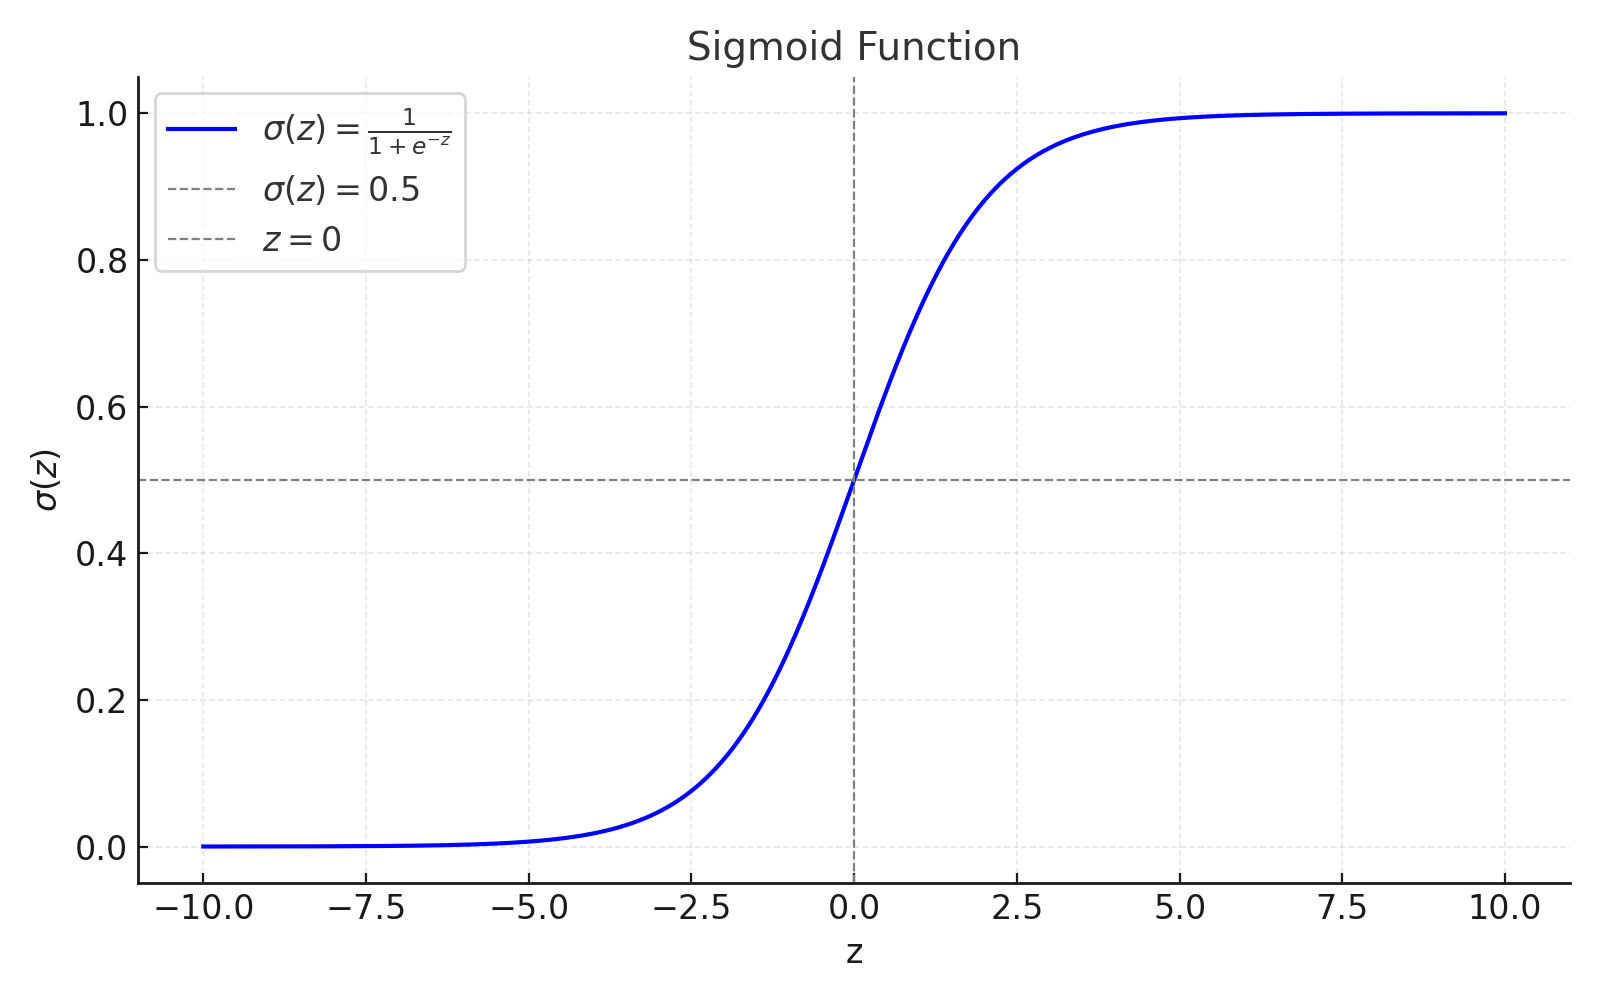 Sigmoid Function
σ(z) = 1 / (1 + e^{−z})
σ(z) = 0.5
z = 0
1.0
0.8
0.6
0.4
0.2
0.0
σ(z)
−10.0 −7.5 −5.0 −2.5 0.0 2.5 5.0 7.5 10.0
z